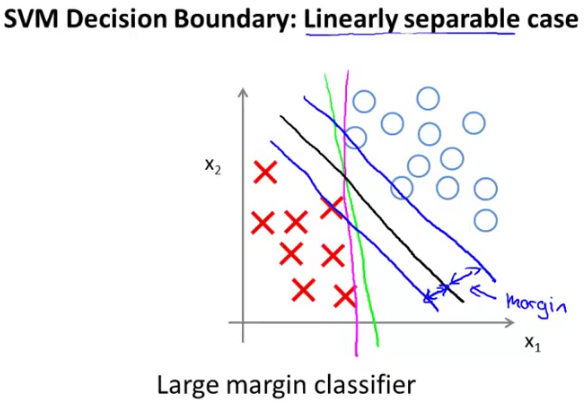 SVM Decision Boundary: Linearly separable case
x2
margin
x1
Large margin classifier